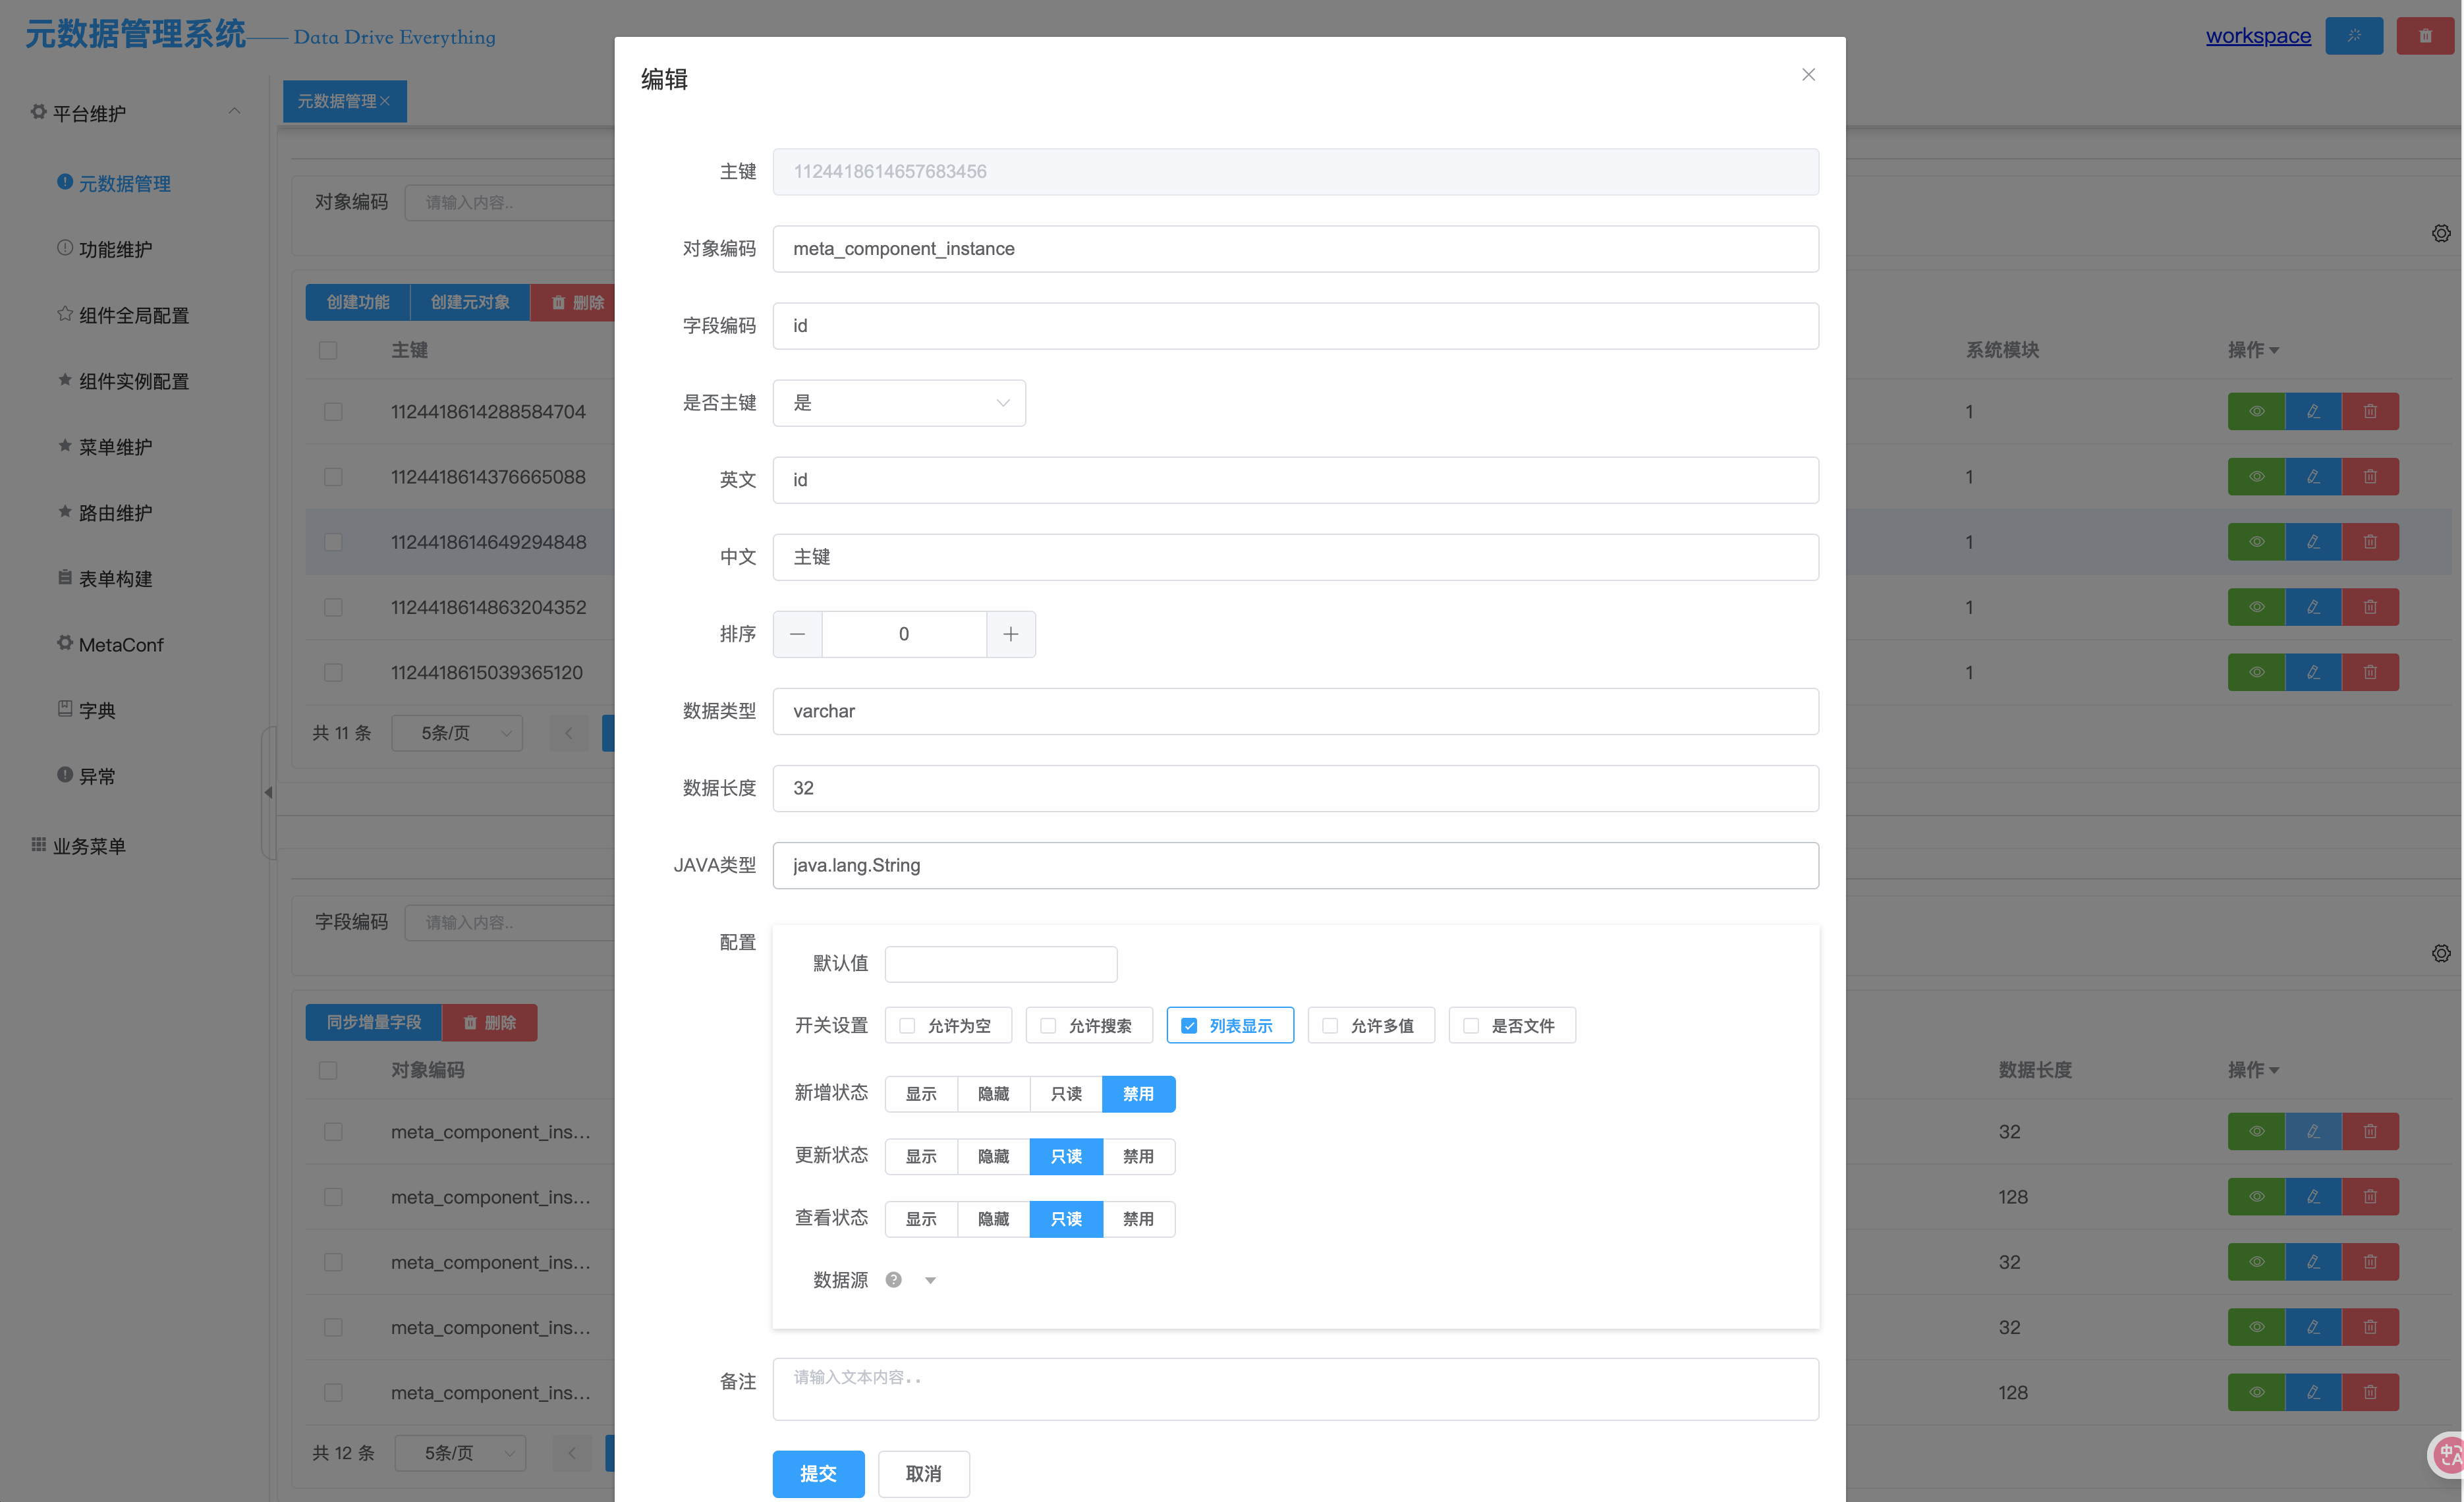 元数据管理系统—— Data Drive Everything
workspace
平台维护
元数据管理
功能维护
组件全局配置
组件实例配置
菜单维护
路由维护
表单构建
MetaConf
字典
异常
业务菜单
元数据管理
对象编码 请输入内容..
创建功能 创建元对象 删除
主键 系统模块 操作
1124418614288584704 1
1124418614376665088 1
1124418614649294848 1
1124418614863204352 1
1124418615039365120 1
共 11 条 5条/页
字段编码 请输入内容..
同步增量字段 删除
对象编码 数据长度 操作
meta_component_ins... 32
meta_component_ins... 128
meta_component_ins... 32
meta_component_ins... 32
meta_component_ins... 128
共 12 条 5条/页
编辑
主键 1124418614657683456
对象编码 meta_component_instance
字段编码 id
是否主键 是
英文 id
中文 主键
排序 0
数据类型 varchar
数据长度 32
JAVA类型 java.lang.String
配置
默认值
开关设置 允许为空 允许搜索 列表显示 允许多值 是否文件
新增状态 显示 隐藏 只读 禁用
更新状态 显示 隐藏 只读 禁用
查看状态 显示 隐藏 只读 禁用
数据源
备注 请输入文本内容..
提交 取消
中 A